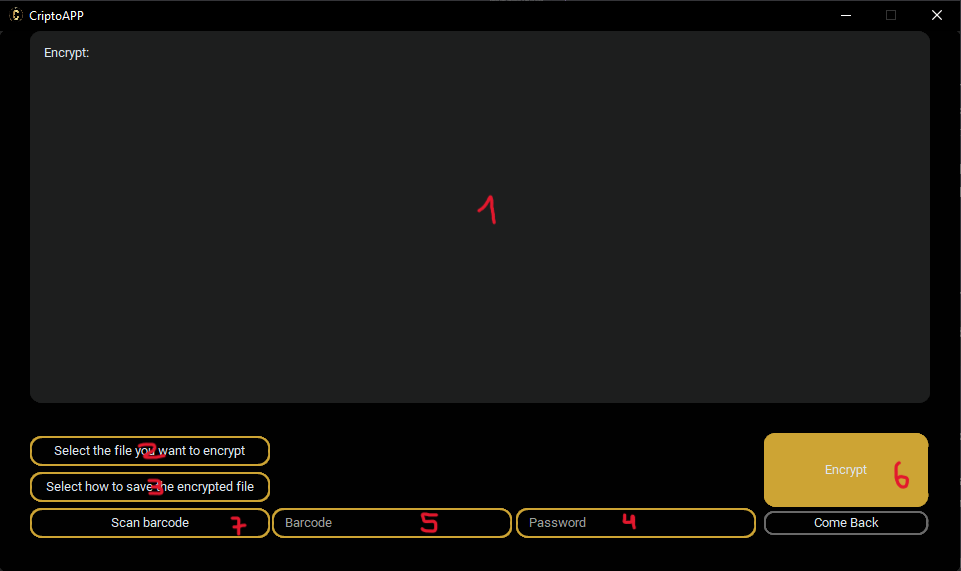 CriptoAPP
Encrypt:
1
Select the file you want to encrypt
2
Select how to save the encrypted file
3
Encrypt
6
Scan barcode
7
Barcode
5
Password
4
Come Back